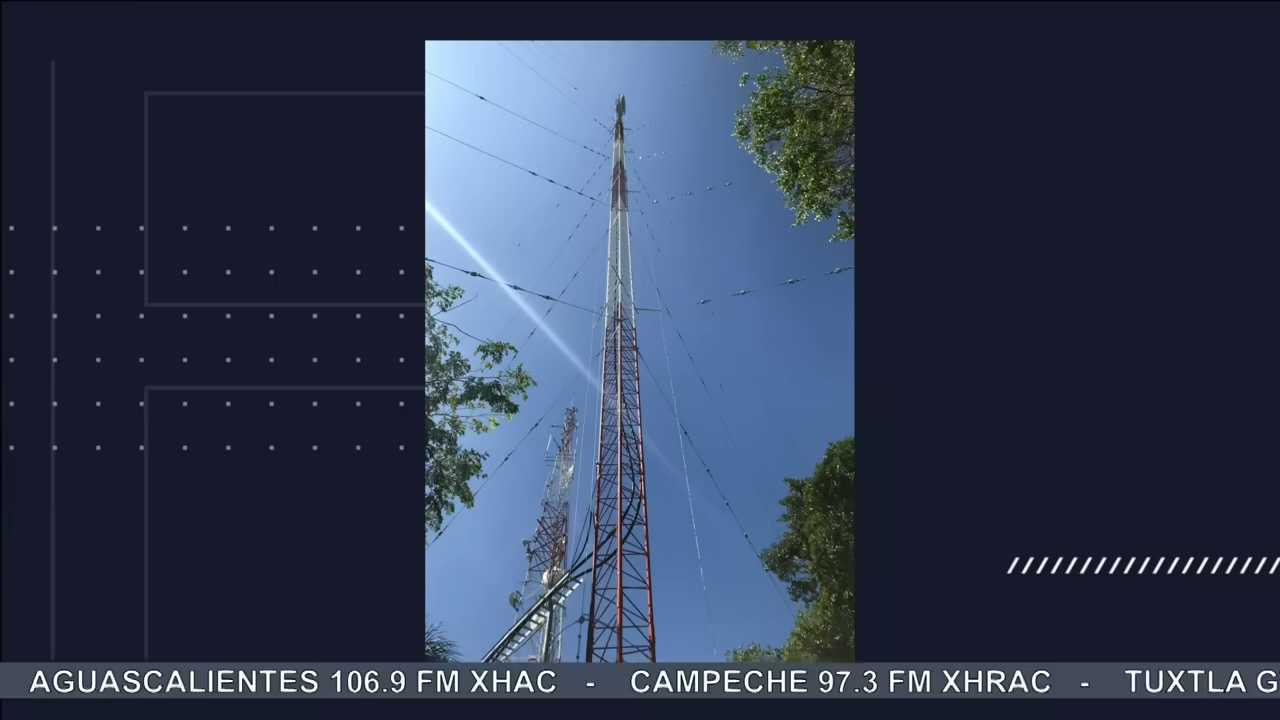 AGUASCALIENTES 106.9 FM XHAC - CAMPECHE 97.3 FM XHRAC - TUXTLA G